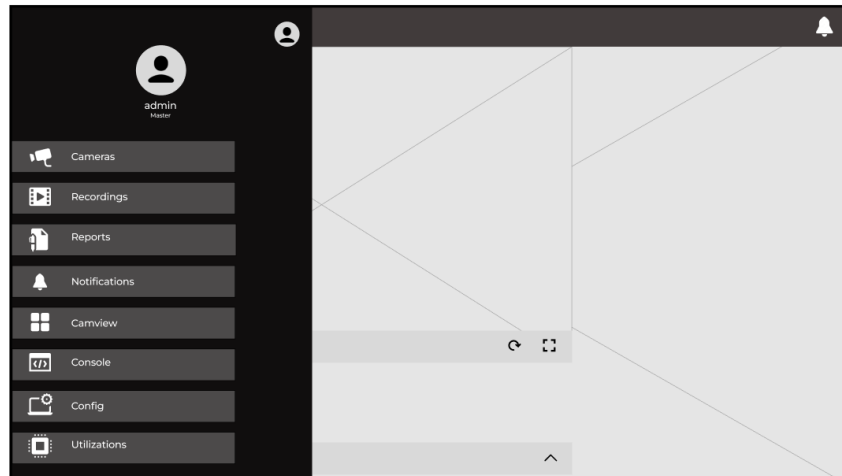 admin
Master
Cameras
Recordings
Reports
Notifications
Camview
Console
Config
Utilizations